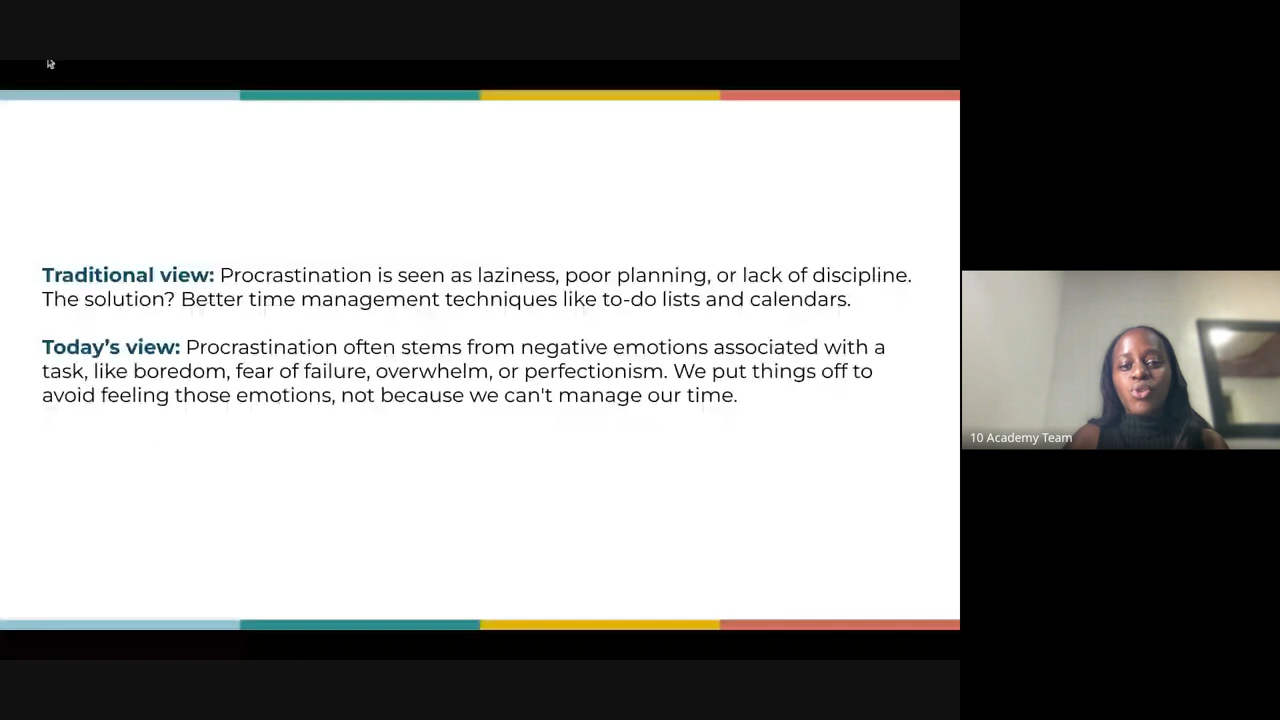 Traditional view: Procrastination is seen as laziness, poor planning, or lack of discipline.
The solution? Better time management techniques like to-do lists and calendars.
Today’s view: Procrastination often stems from negative emotions associated with a
task, like boredom, fear of failure, overwhelm, or perfectionism. We put things off to
avoid feeling those emotions, not because we can't manage our time.
10 Academy Team